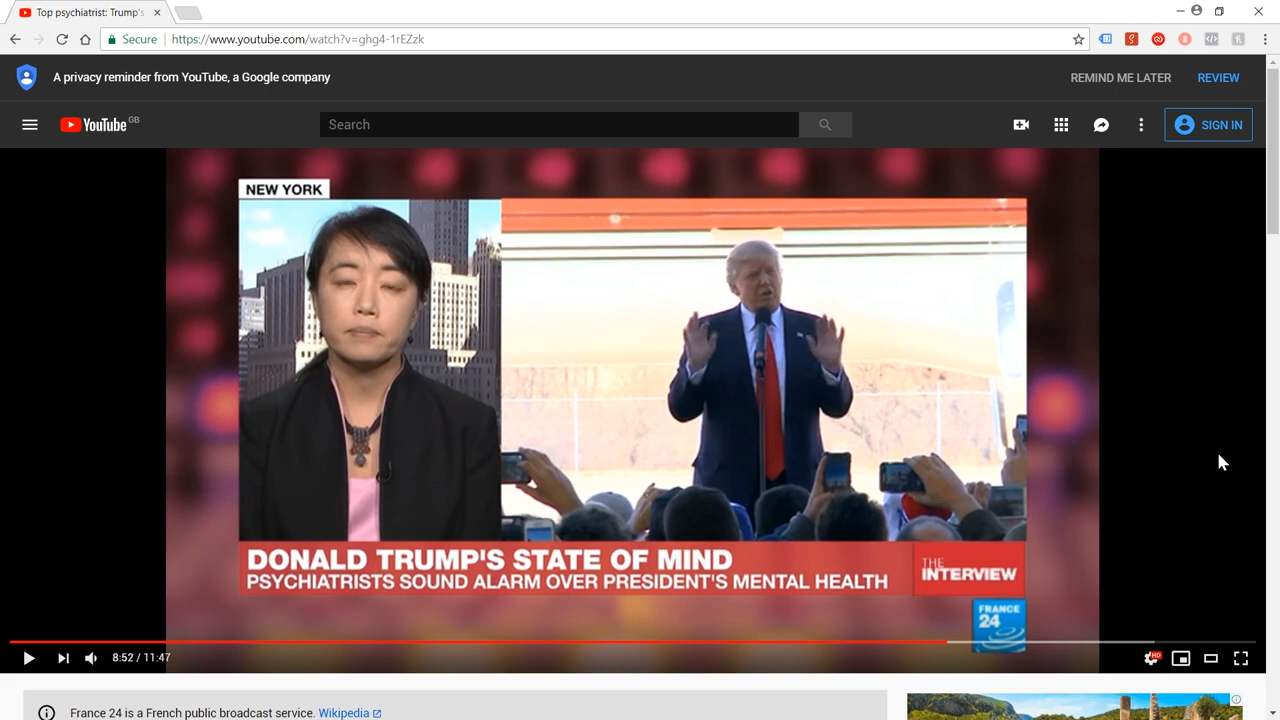 Top psychiatrist: Trump's
Secure
https://www.youtube.com/watch?v=ghg4-1rEZzk
A privacy reminder from YouTube, a Google company
REMIND ME LATER
REVIEW
YouTube GB
Search
SIGN IN
NEW YORK
DONALD TRUMP'S STATE OF MIND
PSYCHIATRISTS SOUND ALARM OVER PRESIDENT'S MENTAL HEALTH
THE
INTERVIEW
FRANCE
24
8:52 / 11:47
HD
France 24 is a French public broadcast service. Wikipedia